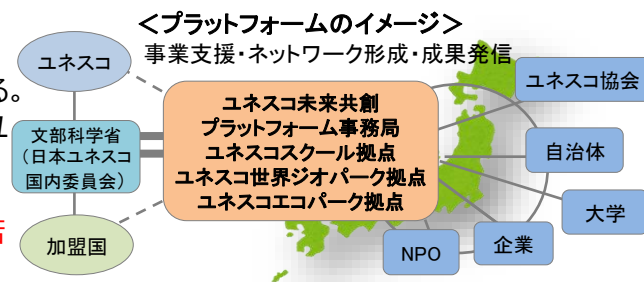 <プラットフォームのイメージ>
事業支援・ネットワーク形成・成果発信
ユネスコ
る。
ユ
文部科学省
（日本ユネスコ
国内委員会）
加盟国
ユネスコ未来共創
プラットフォーム事務局
ユネスコスクール拠点
ユネスコ世界ジオパーク拠点
ユネスコエコパーク拠点
ユネスコ協会
自治体
大学
企業
NPO